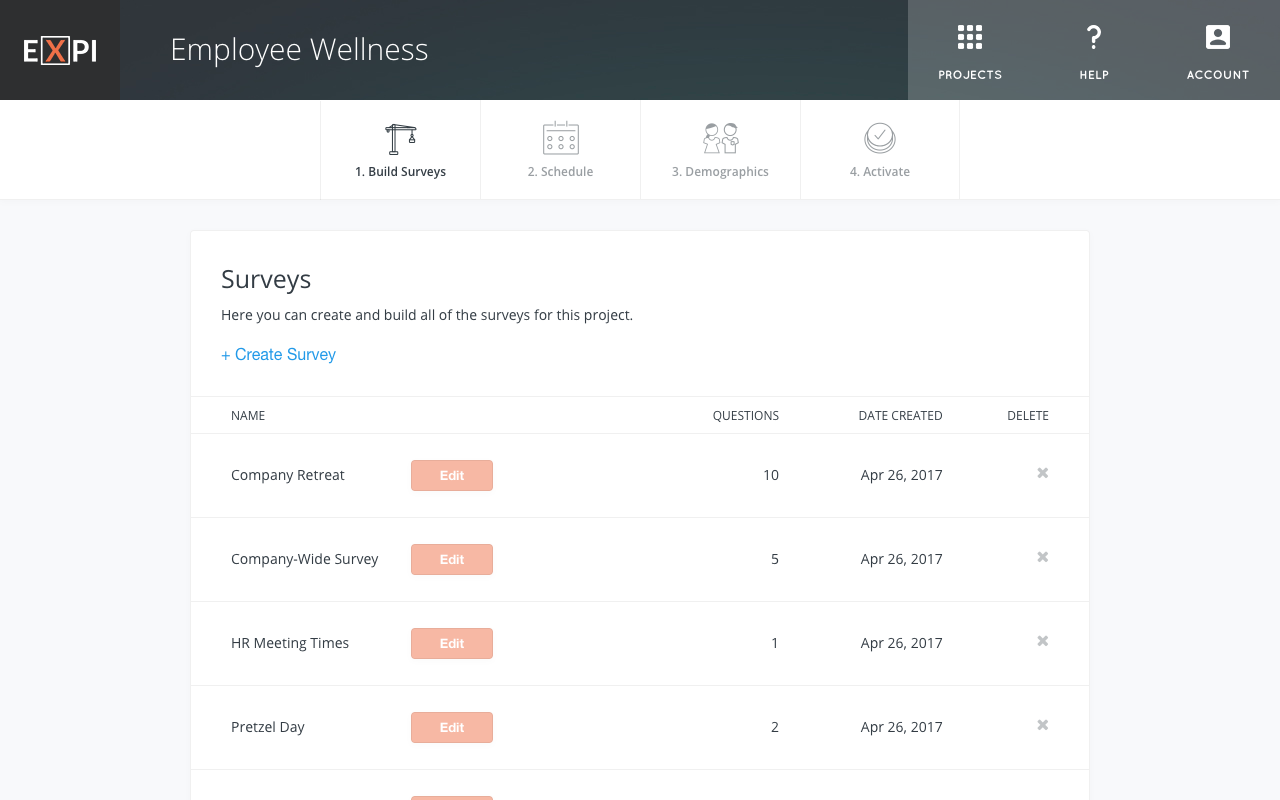 EXPI
Employee Wellness
PROJECTS
HELP
ACCOUNT
1. Build Surveys
2. Schedule
3. Demographics
4. Activate
Surveys
Here you can create and build all of the surveys for this project.
+ Create Survey
NAME QUESTIONS DATE CREATED DELETE
Company Retreat Edit 10 Apr 26, 2017
Company-Wide Survey Edit 5 Apr 26, 2017
HR Meeting Times Edit 1 Apr 26, 2017
Pretzel Day Edit 2 Apr 26, 2017